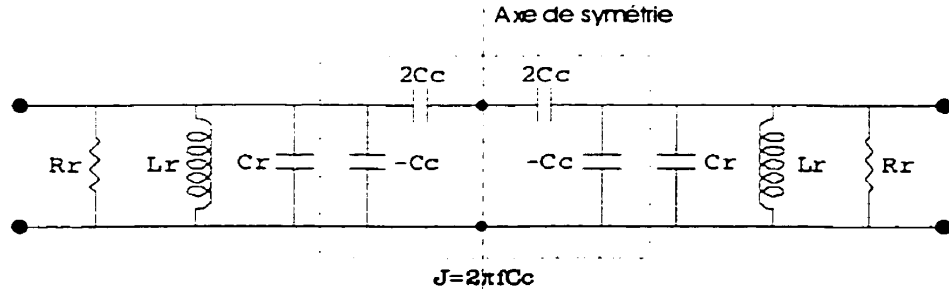 Axe de symétrie
2Cc 2Cc
Rr Lr Cr -Cc -Cc Cr Lr Rr
J=2πfCc